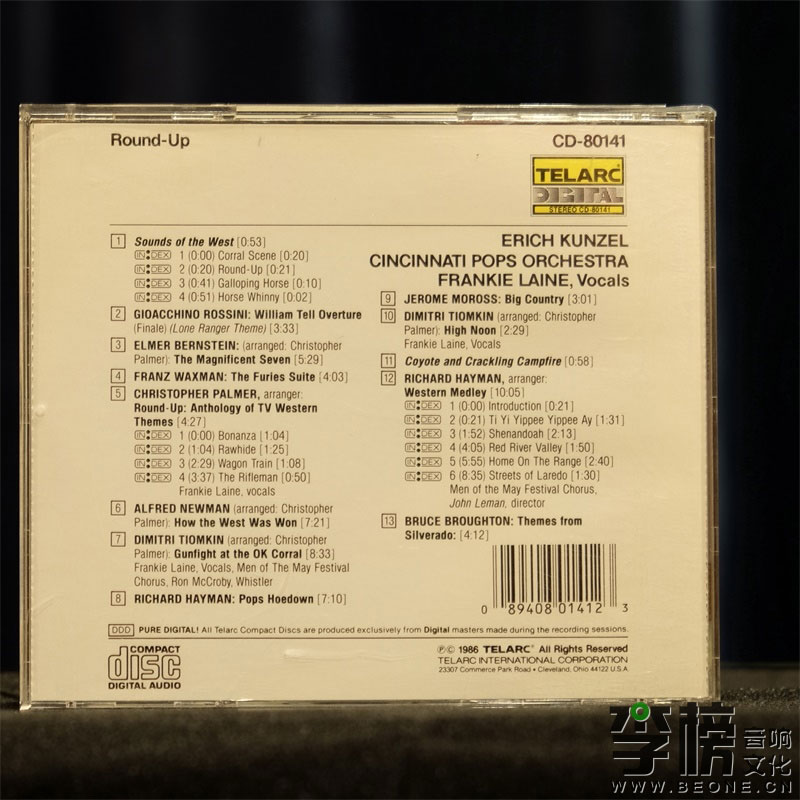 Round-Up
CD-80141
TELARC
DIGITAL
STEREO CD-80141
ERICH KUNZEL
CINCINNATI POPS ORCHESTRA
FRANKIE LAINE, Vocals
1 Sounds of the West [0:53]
INDEX 1 (0:00) Corral Scene [0:20]
INDEX 2 (0:20) Round-Up [0:21]
INDEX 3 (0:41) Galloping Horse [0:10]
INDEX 4 (0:51) Horse Whinny [0:02]
2 GIOACCHINO ROSSINI: William Tell Overture
(Finale) (Lone Ranger Theme) [3:33]
3 ELMER BERNSTEIN: (arranged: Christopher
Palmer): The Magnificent Seven [5:29]
4 FRANZ WAXMAN: The Furies Suite [4:03]
5 CHRISTOPHER PALMER, arranger:
Round-Up: Anthology of TV Western
Themes [4:27]
INDEX 1 (0:00) Bonanza [1:04]
INDEX 2 (1:04) Rawhide [1:25]
INDEX 3 (2:29) Wagon Train [1:08]
INDEX 4 (3:37) The Rifleman [0:50]
Frankie Laine, vocals
6 ALFRED NEWMAN (arranged: Christopher
Palmer): How the West Was Won [7:21]
7 DIMITRI TIOMKIN (arranged: Christopher
Palmer): Gunfight at the OK Corral [8:33]
Frankie Laine, Vocals, Men of The May Festival
Chorus, Ron McCroby, Whistler
8 RICHARD HAYMAN: Pops Hoedown [7:10]
9 JEROME MOROSS: Big Country [3:01]
10 DIMITRI TIOMKIN (arranged: Christopher
Palmer): High Noon [2:29]
Frankie Laine, Vocals
11 Coyote and Crackling Campfire [0:58]
12 RICHARD HAYMAN, arranger:
Western Medley [10:05]
INDEX 1 (0:00) Introduction [0:21]
INDEX 2 (0:21) Ti Yi Yippee Yippee Ay [1:31]
INDEX 3 (1:52) Shenandoah [2:13]
INDEX 4 (4:05) Red River Valley [1:50]
INDEX 5 (5:55) Home On The Range [2:40]
INDEX 6 (8:35) Streets of Laredo [1:30]
Men of the May Festival Chorus,
John Leman, director
13 BRUCE BROUGHTON: Themes from
Silverado: [4:12]
0 89408 01412 3
DDD PURE DIGITAL! All Telarc Compact Discs are produced exclusively from Digital masters made during the recording sessions.
COMPACT
disc
DIGITAL AUDIO
℗© 1986 TELARC® All Rights Reserved
TELARC INTERNATIONAL CORPORATION
23307 Commerce Park Road • Cleveland, Ohio 44122 U.S.A.
李榜音响文化
WWW.BEONE.CN